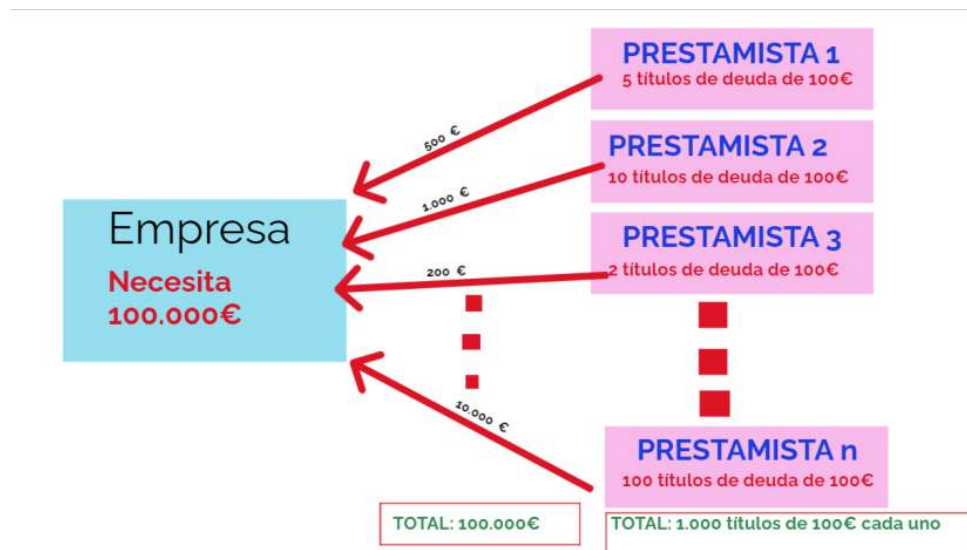 PRESTAMISTA 1
5 títulos de deuda de 100€
500 €
PRESTAMISTA 2
10 títulos de deuda de 100€
1.000 €
Empresa
Necesita
100.000€
PRESTAMISTA 3
2 títulos de deuda de 100€
200 €
10.000 €
PRESTAMISTA n
100 títulos de deuda de 100€
TOTAL: 100.000€
TOTAL: 1.000 títulos de 100€ cada uno